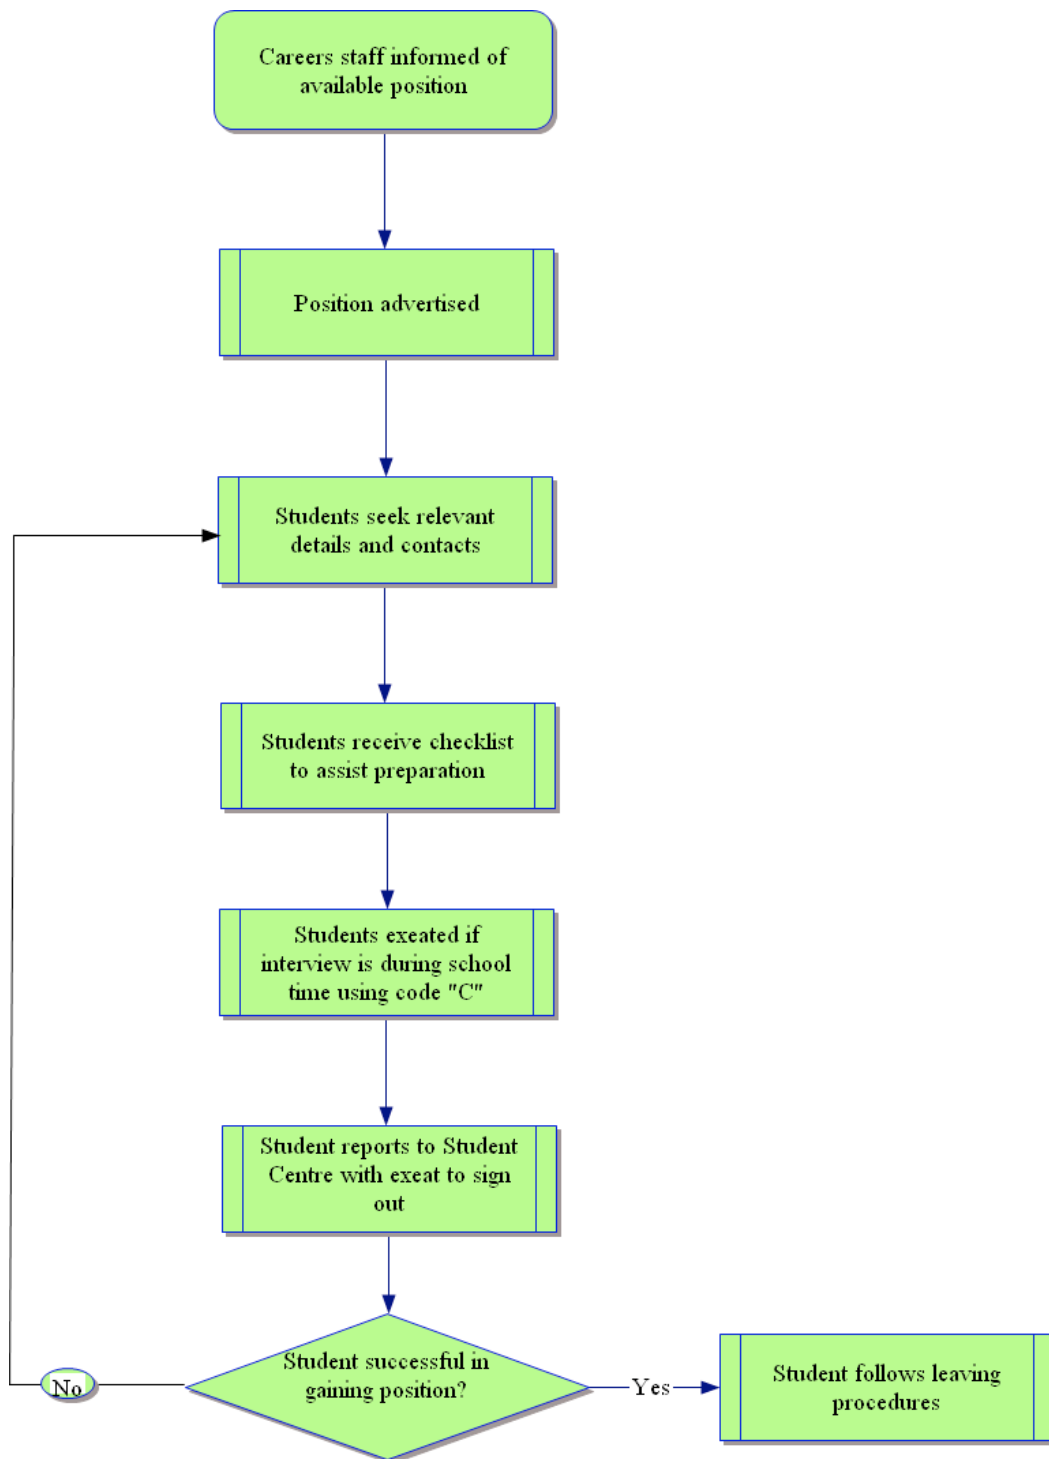 Careers staff informed of
available position
Position advertised
Students seek relevant
details and contacts
Students receive checklist
to assist preparation
Students exeated if
interview is during school
time using code "C"
Student reports to Student
Centre with exeat to sign
out
Student successful in
gaining position?
No
Yes
Student follows leaving
procedures